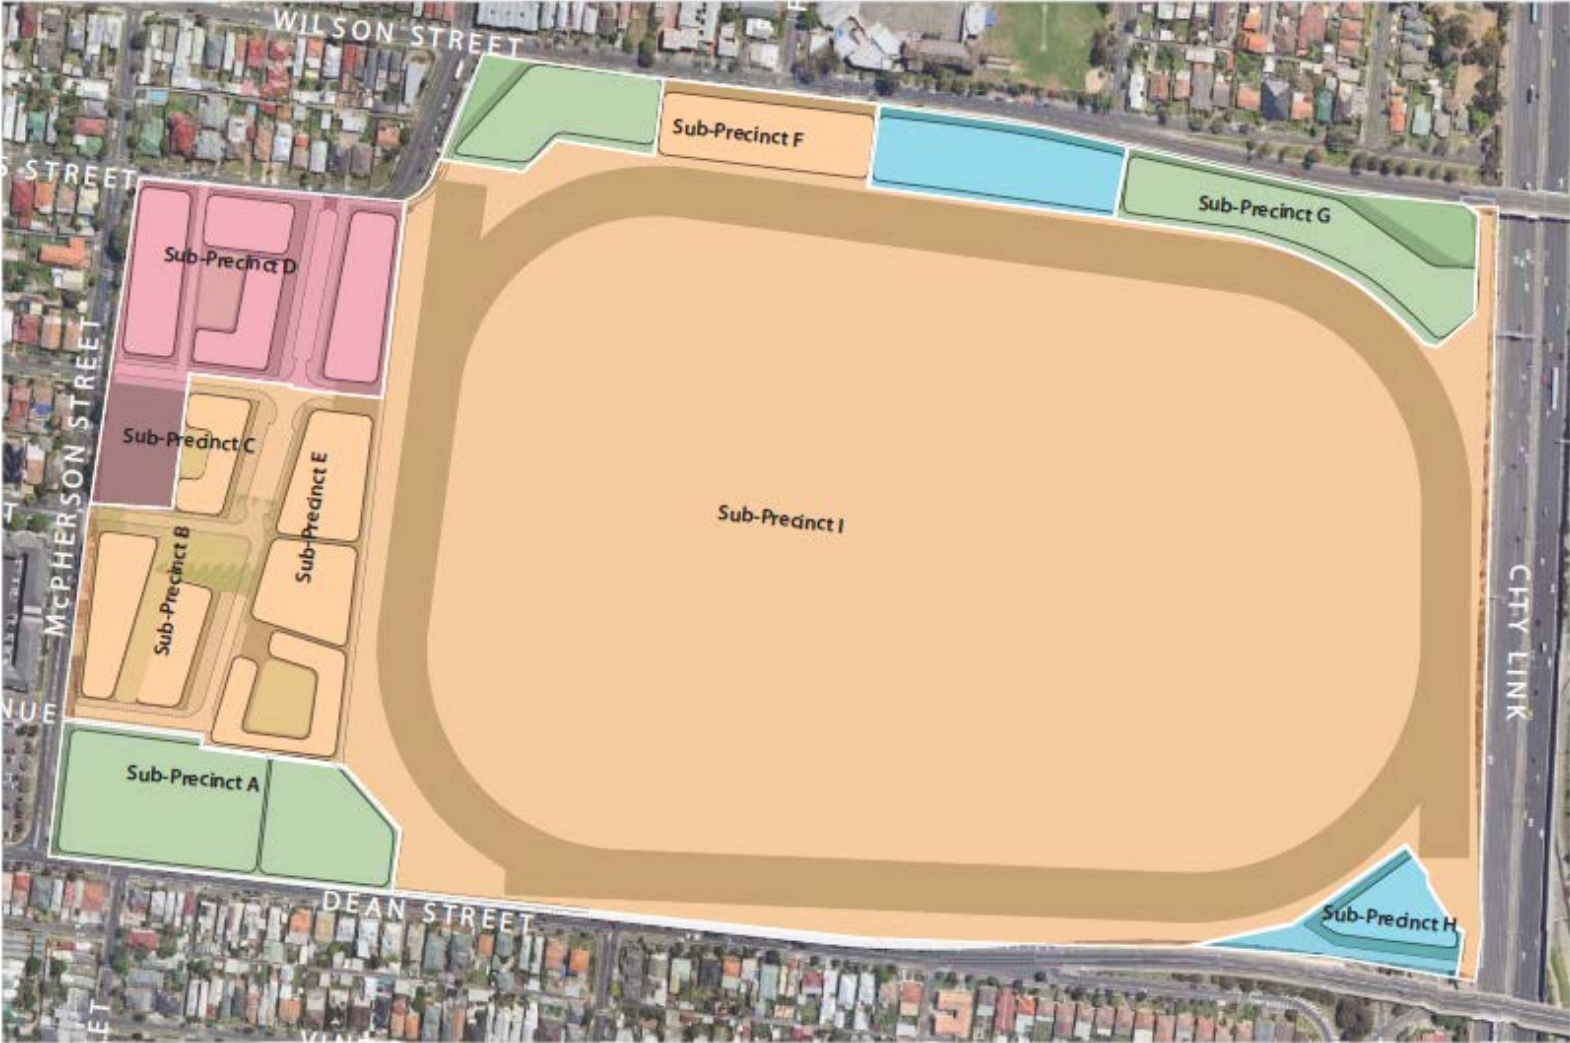 WILSON STREET
Sub-Precinct F
S STREET
Sub-Precinct G
Sub-Precinct D
McPHERSON STREET
Sub-Precinct C
Sub-Precinct E
Sub-Precinct I
Sub-Precinct B
CITY LINK
NUE
Sub-Precinct A
DEAN STREET
Sub-Precinct H